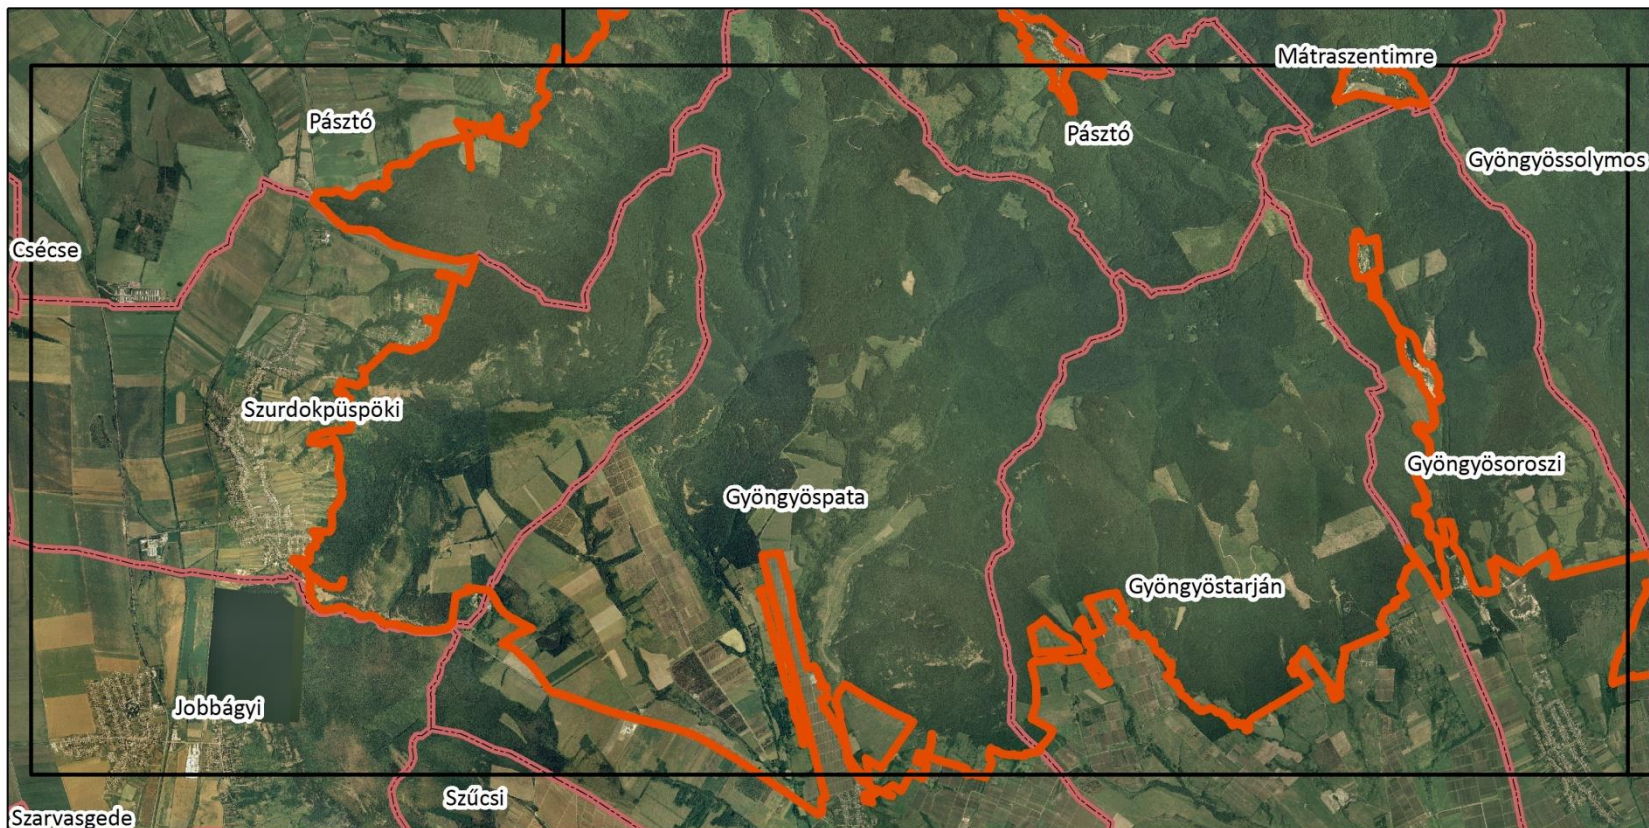 Mátraszentimre
Pásztó
Pásztó
Gyöngyössolymos
Csécse
Szurdokpüspöki
Gyöngyösoroszi
Gyöngyöspata
Gyöngyöstarján
Jobbágyi
Szűcsi
Szarvasgede